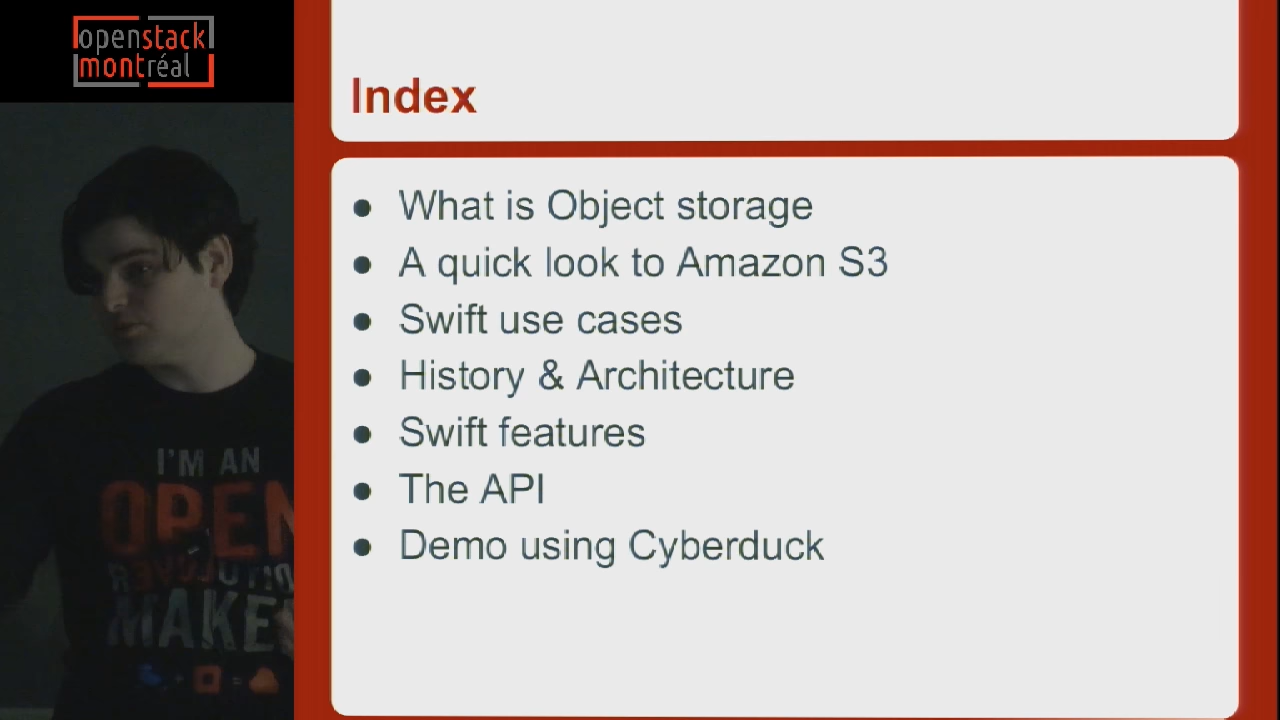 openstack
montréal
Index
What is Object storage
A quick look to Amazon S3
Swift use cases
History & Architecture
Swift features
The API
Demo using Cyberduck
I'M AN
OPEN